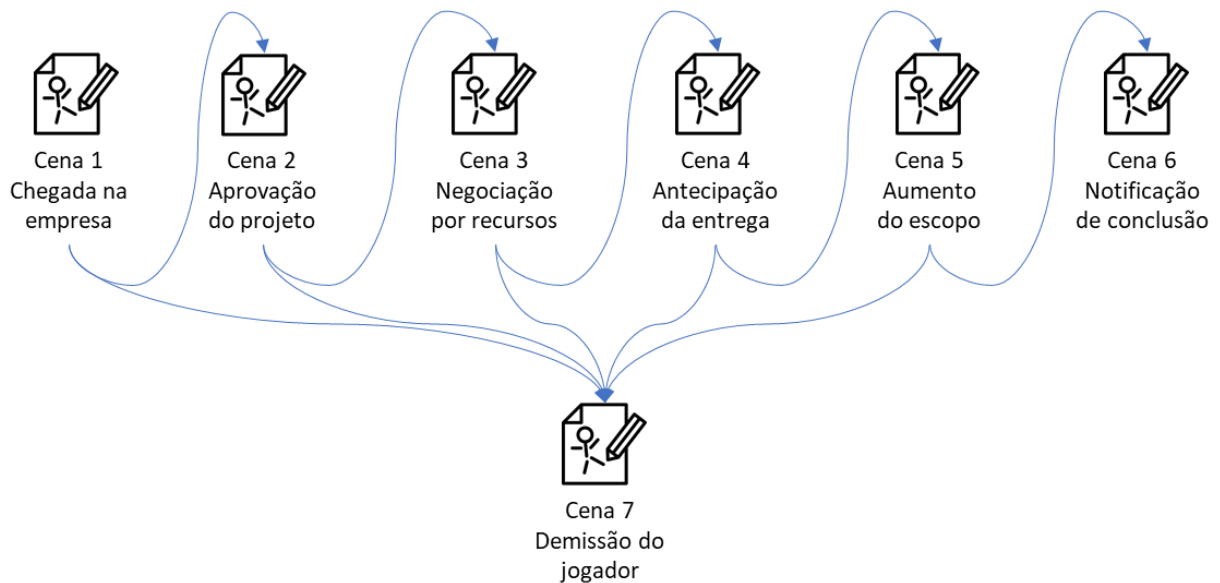 Cena 1
Chegada na
empresa
Cena 2
Aprovação
do projeto
Cena 3
Negociação
por recursos
Cena 4
Antecipação
da entrega
Cena 5
Aumento
do escopo
Cena 6
Notificação
de conclusão
Cena 7
Demissão do
jogador